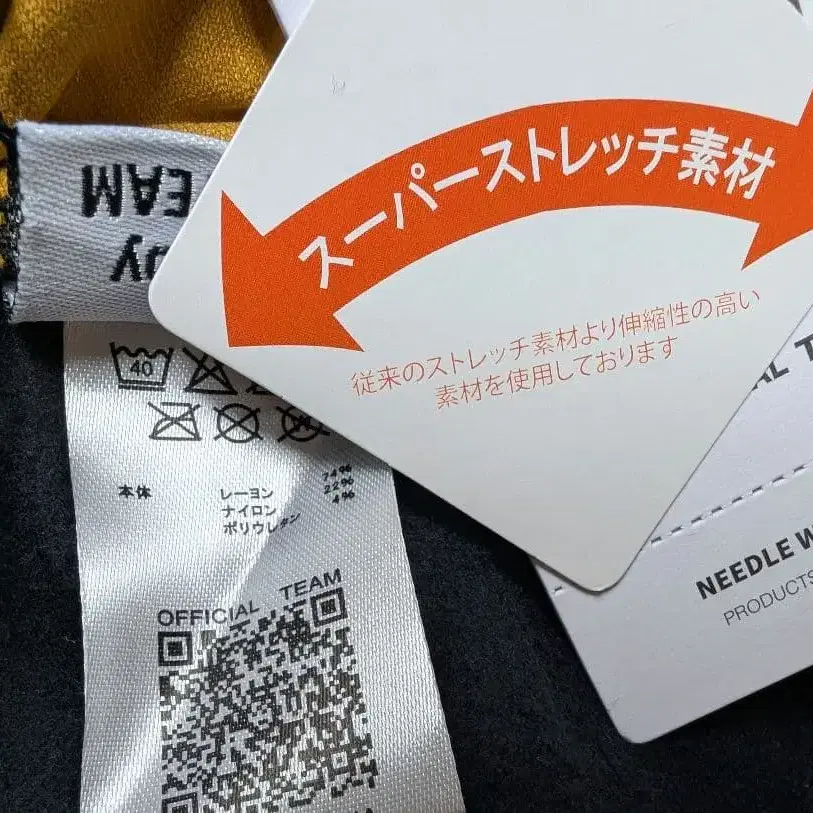 スーパーストレッチ素材
従来のストレッチ素材より伸縮性の高い
素材を使用しております
EAM
40
本体 レーヨン 74%
ナイロン 22%
ポリウレタン 4%
OFFICIAL TEAM
AL T
NEEDLE W
PRODUCTS